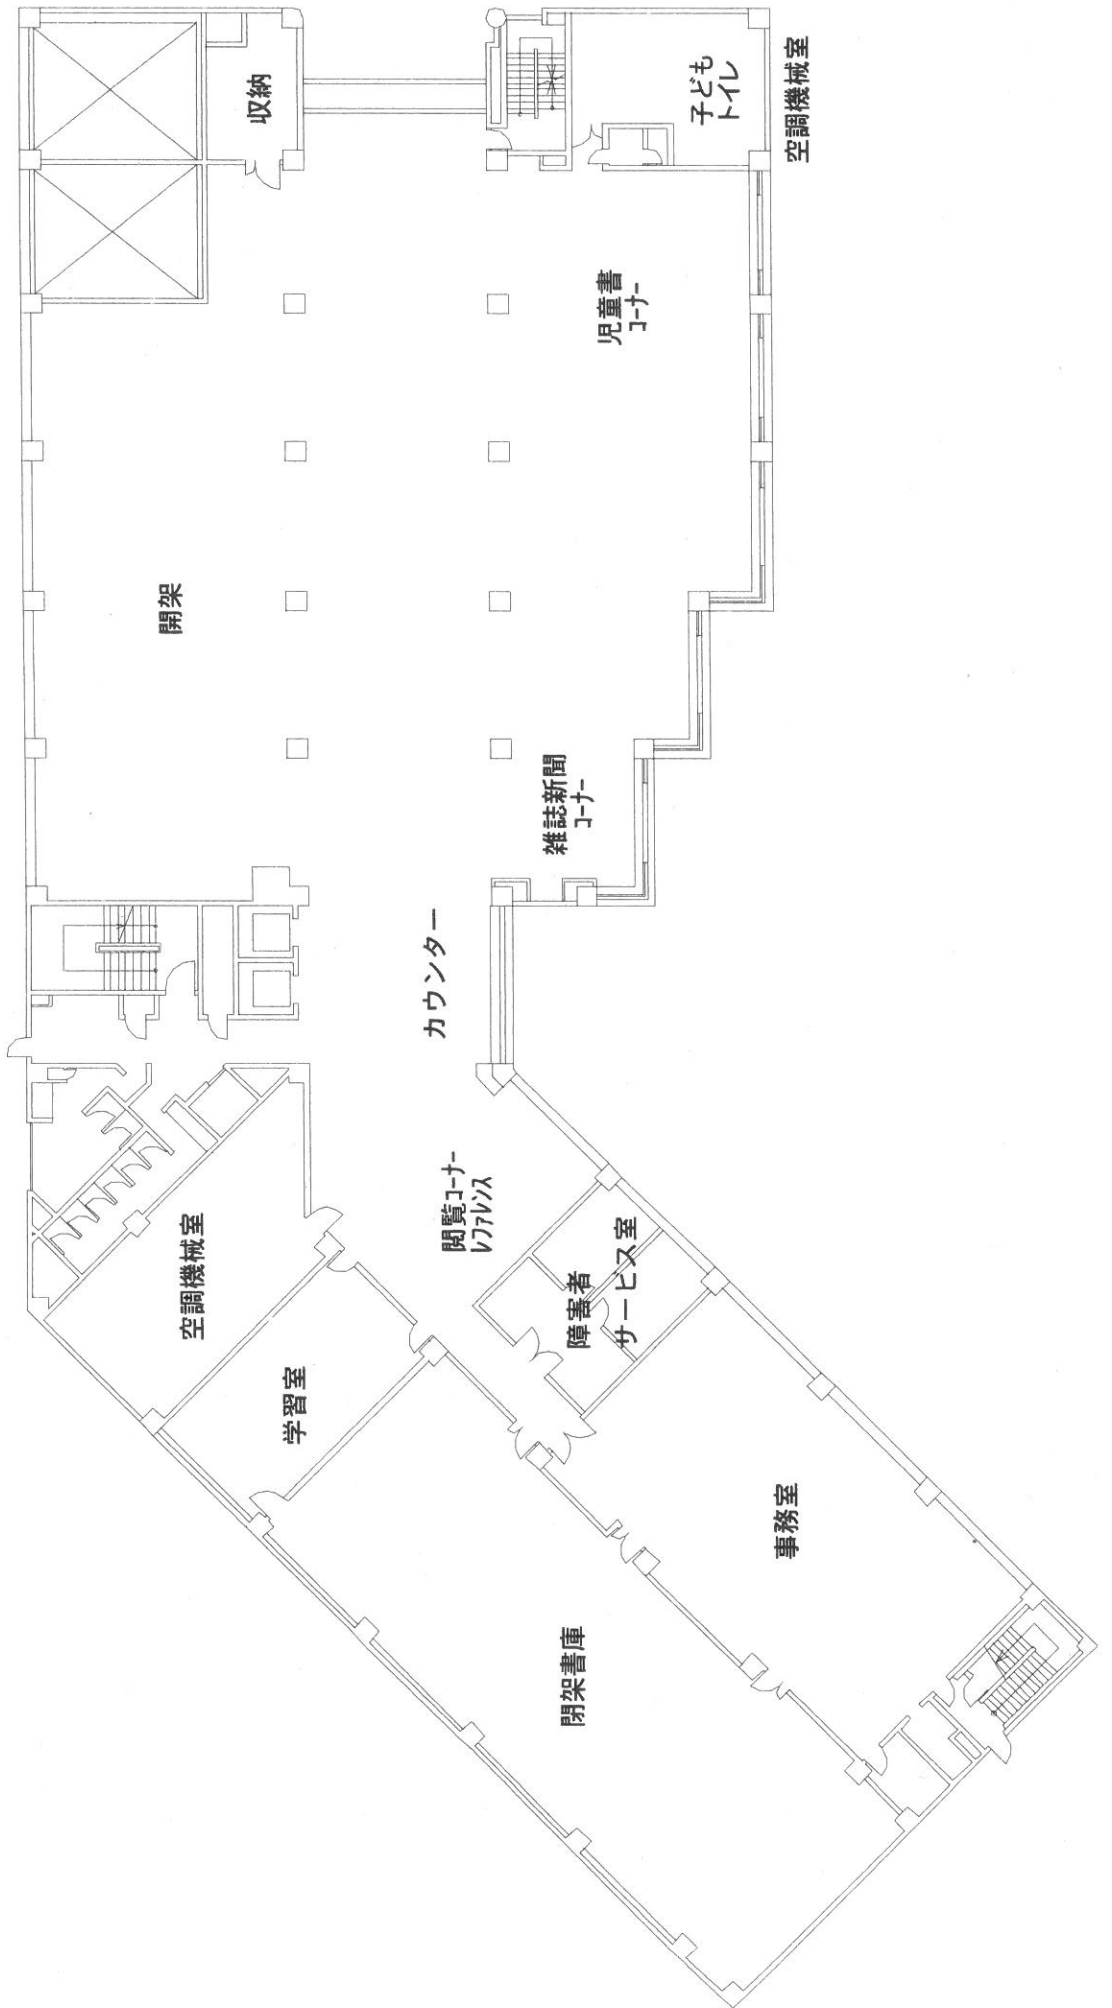 収納
子ども
トイレ
空調機械室
児童書
コーナー
開架
雑誌新聞
コーナー
カウンター
閲覧コーナー
レファレンス
空調機械室
障害者
サービス室
学習室
事務室
閉架書庫